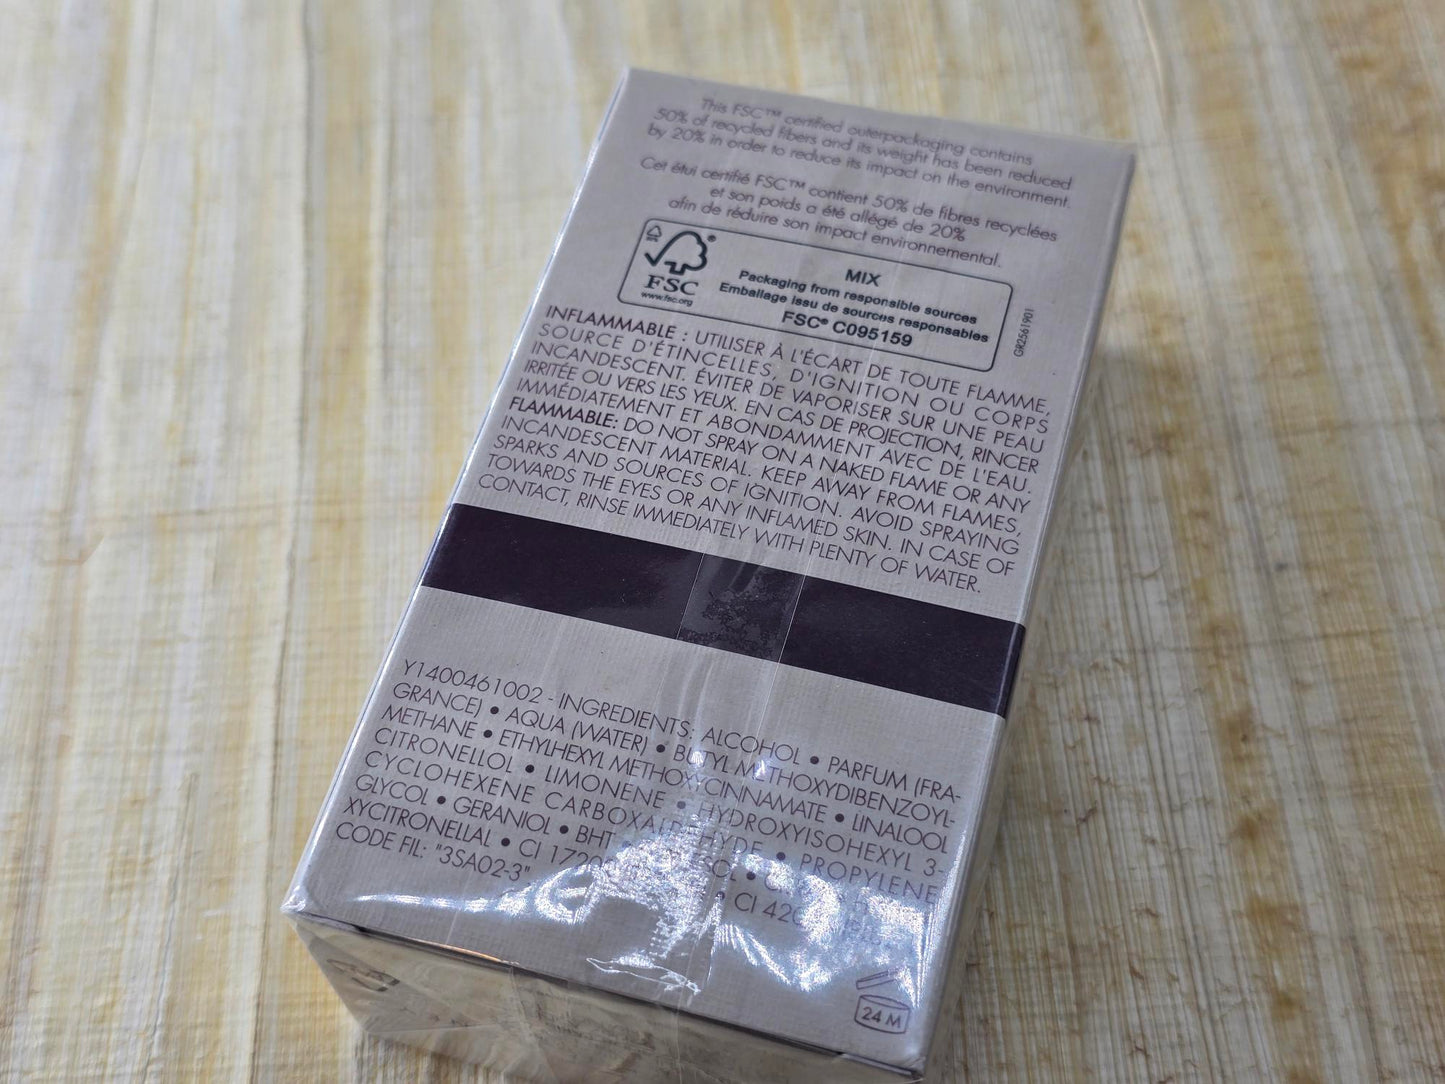 This FSC™ certified outerpackaging contains
50% of recycled fibers and its weight has been reduced
by 20% in order to reduce its impact on the environment.
Cet étui certifié FSC™ contient 50% de fibres recyclées
et son poids a été allégé de 20%
afin de réduire son impact environnemental.
FSC
www.fsc.org
MIX
Packaging from responsible sources
Emballage issu de sources responsables
FSC® C095159
GR2561901
INFLAMMABLE : UTILISER À L'ÉCART DE TOUTE FLAMME,
SOURCE D'ÉTINCELLES, D'IGNITION OU CORPS
INCANDESCENT. ÉVITER DE VAPORISER SUR UNE PEAU
IRRITÉE OU VERS LES YEUX. EN CAS DE PROJECTION, RINCER
IMMÉDIATEMENT ET ABONDAMMENT AVEC DE L'EAU.
FLAMMABLE: DO NOT SPRAY ON A NAKED FLAME OR ANY
INCANDESCENT MATERIAL. KEEP AWAY FROM FLAMES,
SPARKS AND SOURCES OF IGNITION. AVOID SPRAYING
TOWARDS THE EYES OR ANY INFLAMED SKIN. IN CASE OF
CONTACT, RINSE IMMEDIATELY WITH PLENTY OF WATER.
Y1400461002 - INGREDIENTS: ALCOHOL • PARFUM (FRA-
GRANCE) • AQUA (WATER) • BUTYL METHOXYDIBENZOYL-
METHANE • ETHYLHEXYL METHOXYCINNAMATE • LINALOOL
CITRONELLOL • LIMONENE • HYDROXYISOHEXYL 3-
CYCLOHEXENE CARBOXALDEHYDE • PROPYLENE
GLYCOL • GERANIOL • BHT
XYCITRONELLAL • CI
CODE FIL: "3SA02-3"
24 M